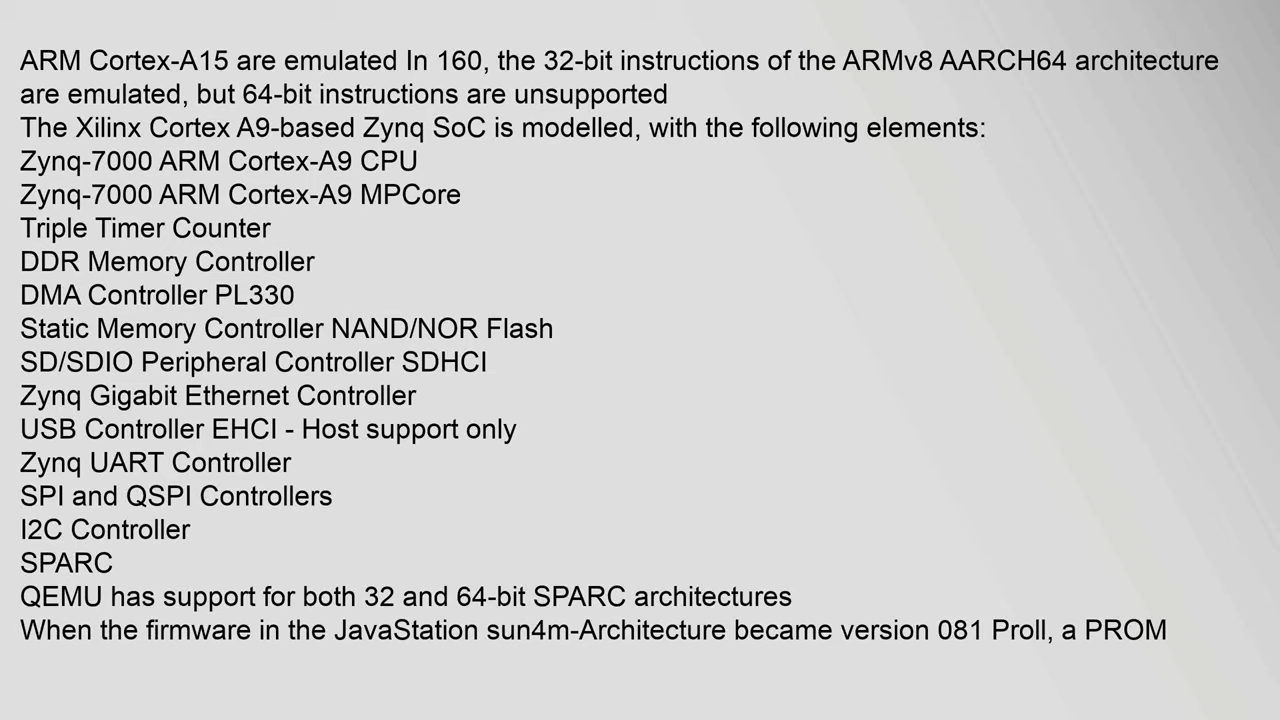 ARM Cortex-A15 are emulated In 160, the 32-bit instructions of the ARMv8 AARCH64 architecture
are emulated, but 64-bit instructions are unsupported
The Xilinx Cortex A9-based Zynq SoC is modelled, with the following elements:
Zynq-7000 ARM Cortex-A9 CPU
Zynq-7000 ARM Cortex-A9 MPCore
Triple Timer Counter
DDR Memory Controller
DMA Controller PL330
Static Memory Controller NAND/NOR Flash
SD/SDIO Peripheral Controller SDHCI
Zynq Gigabit Ethernet Controller
USB Controller EHCI - Host support only
Zynq UART Controller
SPI and QSPI Controllers
I2C Controller
SPARC
QEMU has support for both 32 and 64-bit SPARC architectures
When the firmware in the JavaStation sun4m-Architecture became version 081 Proll, a PROM